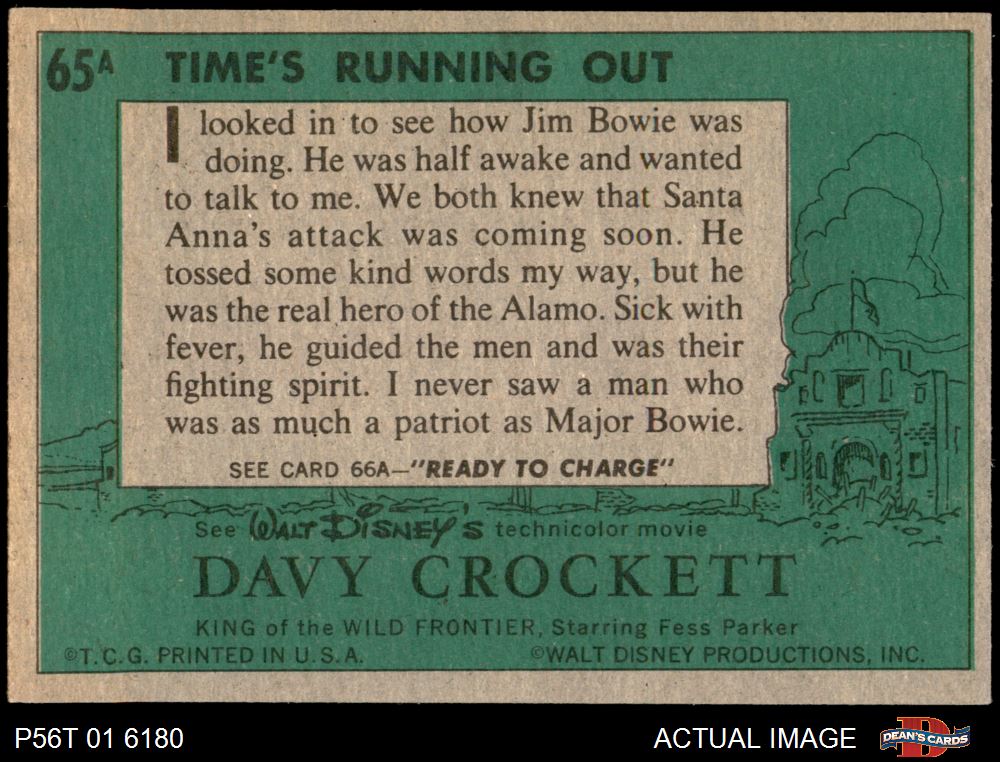 65A TIME'S RUNNING OUT
I looked in to see how Jim Bowie was
doing. He was half awake and wanted
to talk to me. We both knew that Santa
Anna's attack was coming soon. He
tossed some kind words my way, but he
was the real hero of the Alamo. Sick with
fever, he guided the men and was their
fighting spirit. I never saw a man who
was as much a patriot as Major Bowie.
SEE CARD 66A—"READY TO CHARGE"
See WALT DISNEY'S technicolor movie
DAVY CROCKETT
KING of the WILD FRONTIER, Starring Fess Parker
©T.C.G. PRINTED IN U.S.A. ©WALT DISNEY PRODUCTIONS, INC.
P56T 01 6180 ACTUAL IMAGE D DEAN'S CARDS